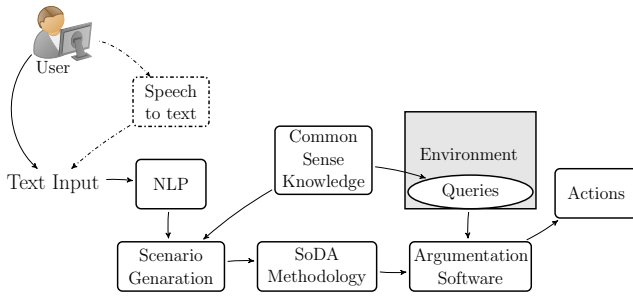 User
Speech
to text
Text Input
NLP
Common
Sense
Knowledge
Environment
Queries
Actions
Scenario
Genaration
SoDA
Methodology
Argumentation
Software